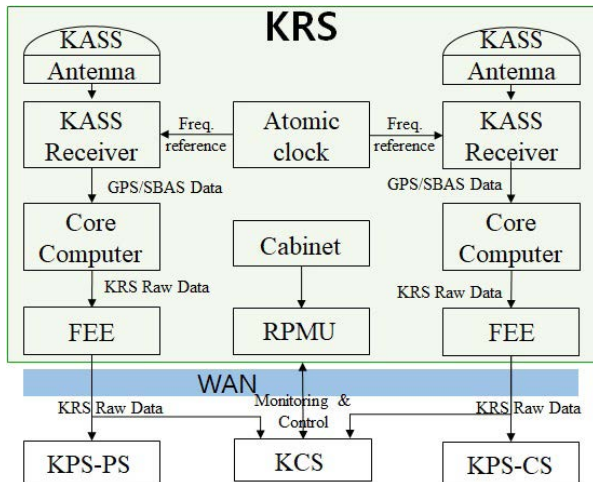 KRS
KASS
Antenna
KASS
Antenna
KASS
Receiver
Freq.
reference
Atomic
clock
Freq.
reference
KASS
Receiver
GPS/SBAS Data
GPS/SBAS Data
Core
Computer
Cabinet
Core
Computer
KRS Raw Data
KRS Raw Data
FEE
RPMU
FEE
WAN
KRS Raw Data
Monitoring &
Control
KRS Raw Data
KPS-PS
KCS
KPS-CS